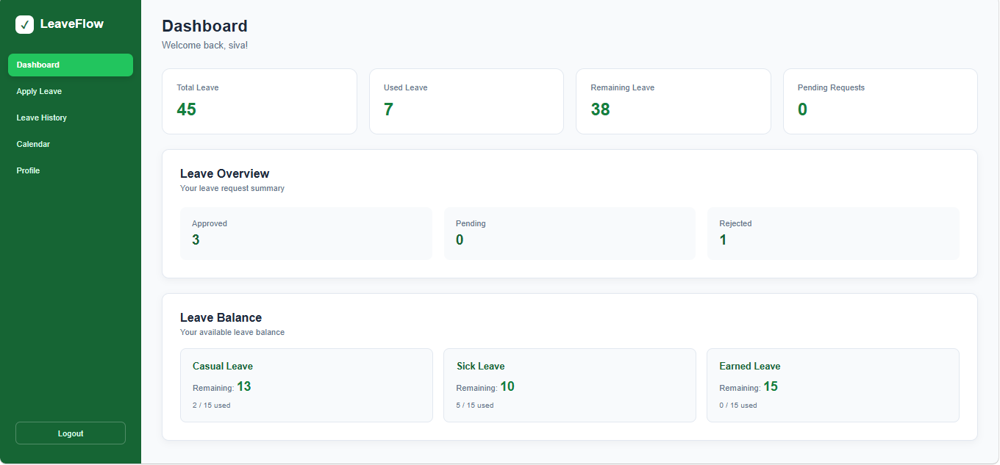 ✓ LeaveFlow
Dashboard
Apply Leave
Leave History
Calendar
Profile
Logout
Dashboard
Welcome back, siva!
Total Leave
45
Used Leave
7
Remaining Leave
38
Pending Requests
0
Leave Overview
Your leave request summary
Approved
3
Pending
0
Rejected
1
Leave Balance
Your available leave balance
Casual Leave
Remaining: 13
2 / 15 used
Sick Leave
Remaining: 10
5 / 15 used
Earned Leave
Remaining: 15
0 / 15 used